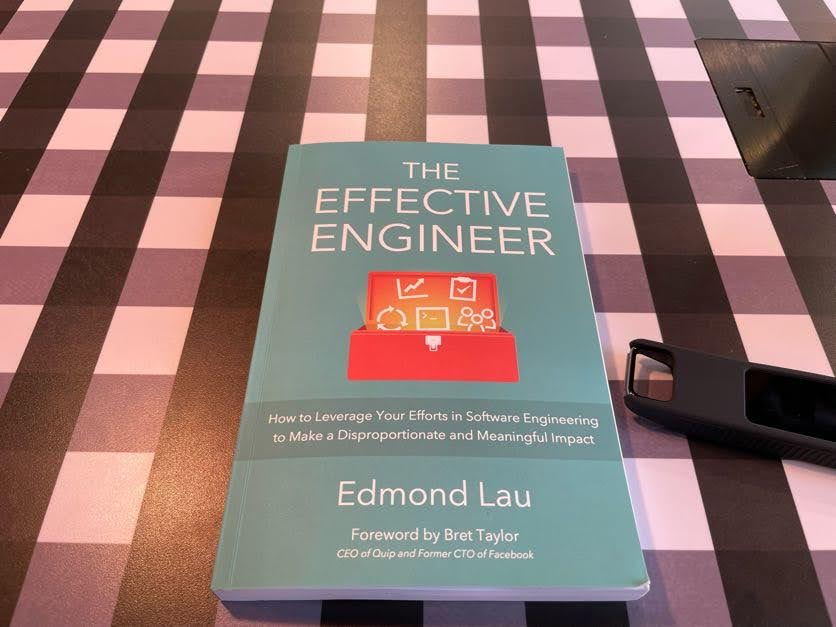 THE
EFFECTIVE
ENGINEER
>_
How to Leverage Your Efforts in Software Engineering
to Make a Disproportionate and Meaningful Impact
Edmond Lau
Foreword by Bret Taylor
CEO of Quip and Former CTO of Facebook